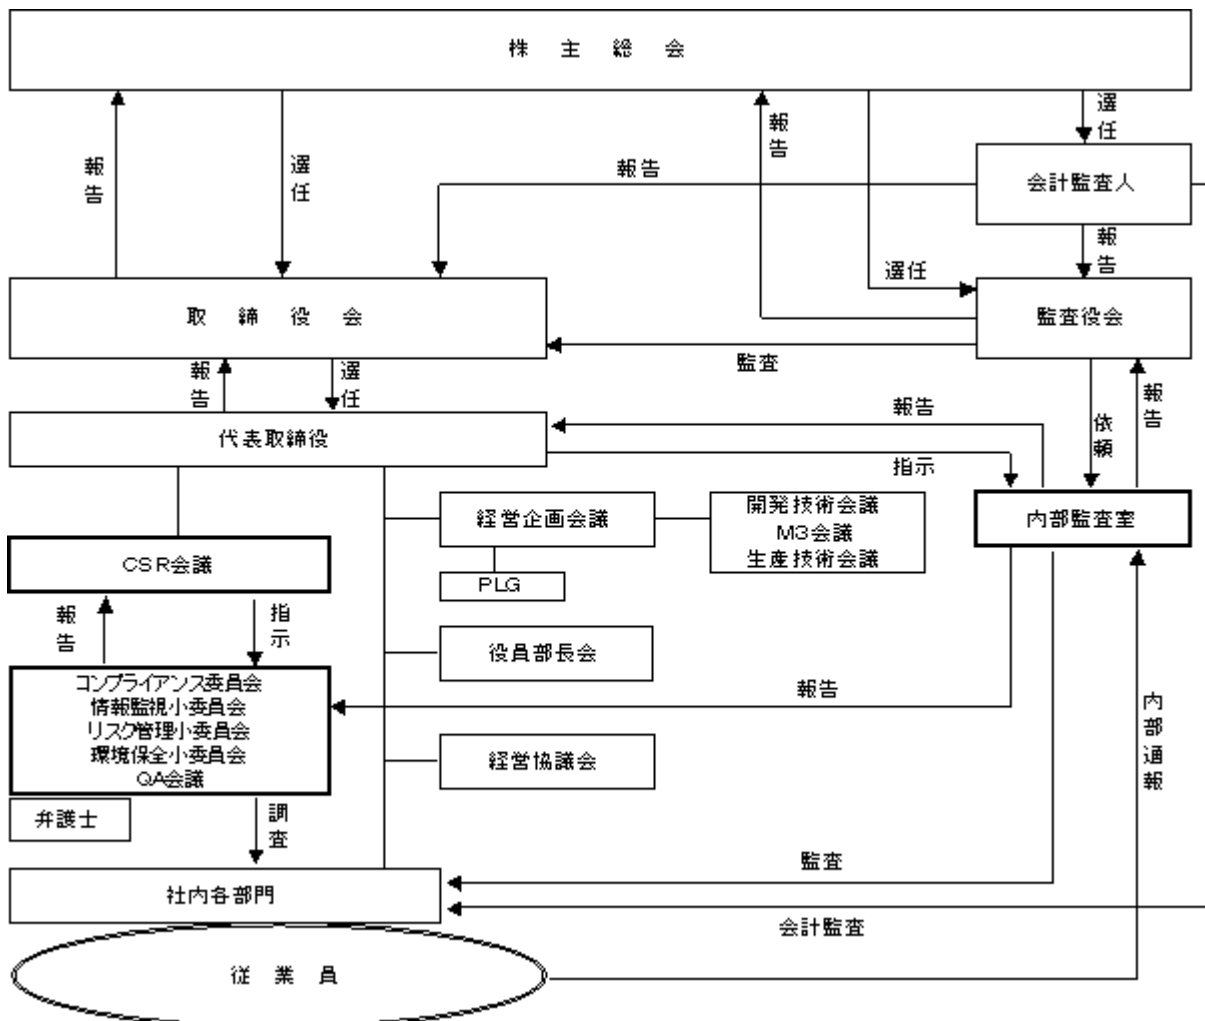 株主総会
報告
選任
報告
報告
選任
選任
会計監査人
報告
取締役会
監査役会
監査
報告
選任
依頼
報告
代表取締役
報告
指示
内部監査室
経営企画会議
開発技術会議
M3会議
生産技術会議
PLG
CSR会議
報告
指示
役員部長会
コンプライアンス委員会
情報監視小委員会
リスク管理小委員会
環境保全小委員会
QA会議
報告
内部通報
経営協議会
弁護士
調査
社内各部門
監査
会計監査
従業員